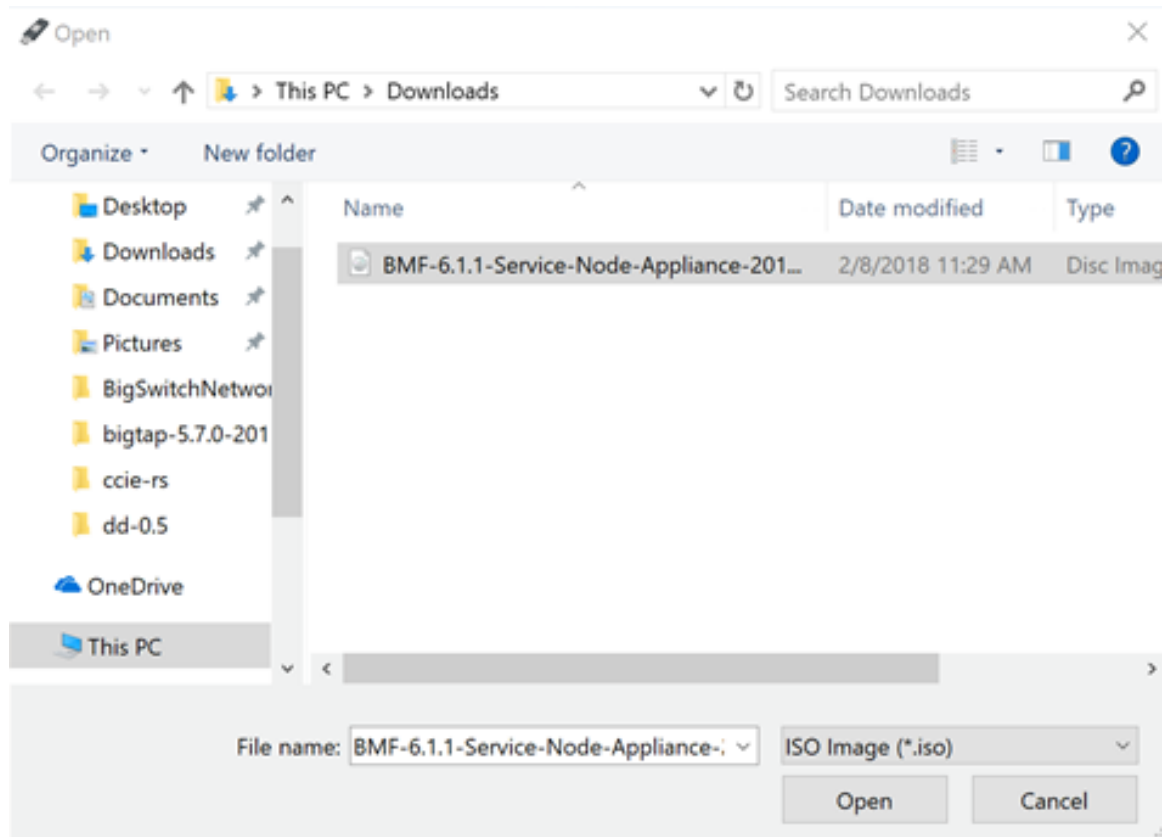 Open
This PC > Downloads
Search Downloads
Organize
New folder
?
Desktop
Downloads
Documents
Pictures
BigSwitchNetwor
bigtap-5.7.0-201
ccie-rs
dd-0.5
OneDrive
This PC
Name
Date modified
Type
BMF-6.1.1-Service-Node-Appliance-201...
2/8/2018 11:29 AM
Disc Imag
File name:
BMF-6.1.1-Service-Node-Appliance-
ISO Image (*.iso)
Open
Cancel